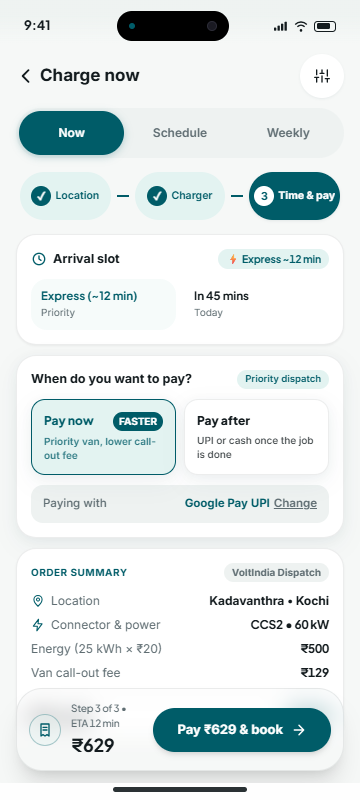 9:41
Charge now
Now
Schedule
Weekly
Location
Charger
3
Time & pay
Arrival slot
Express ~12 min
Express (~12 min)
Priority
In 45 mins
Today
When do you want to pay?
Priority dispatch
Pay now
FASTER
Priority van, lower call-
out fee
Pay after
UPI or cash once the job
is done
Paying with
Google Pay UPI Change
ORDER SUMMARY
VoltIndia Dispatch
Location
Kadavanthra • Kochi
Connector & power
CCS2 • 60 kW
Energy (25 kWh × ₹20)
₹500
Van call-out fee
₹129
Step 3 of 3 •
ETA 12 min
₹629
Pay ₹629 & book →